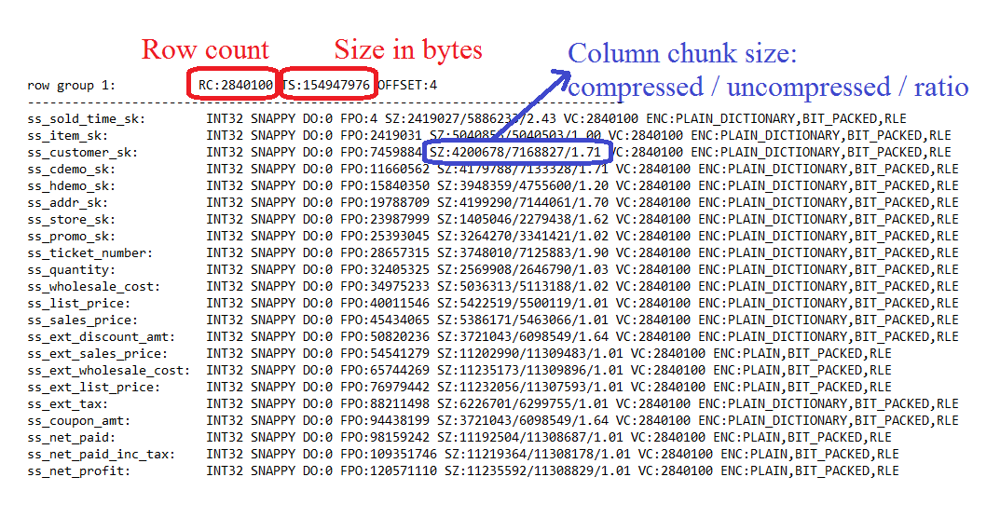 Row count Size in bytes
Column chunk size:
compressed / uncompressed / ratio
row group 1: RC:2840100 TS:154947976 OFFSET:4
--------------------------------------------------------------------------------
ss_sold_time_sk: INT32 SNAPPY DO:0 FPO:4 SZ:2419027/5886233/2.43 VC:2840100 ENC:PLAIN_DICTIONARY,BIT_PACKED,RLE
ss_item_sk: INT32 SNAPPY DO:0 FPO:2419031 SZ:5040853/5040503/1.00 VC:2840100 ENC:PLAIN_DICTIONARY,BIT_PACKED,RLE
ss_customer_sk: INT32 SNAPPY DO:0 FPO:7459884 SZ:4200678/7168827/1.71 VC:2840100 ENC:PLAIN_DICTIONARY,BIT_PACKED,RLE
ss_cdemo_sk: INT32 SNAPPY DO:0 FPO:11660562 SZ:4179788/7133328/1.71 VC:2840100 ENC:PLAIN_DICTIONARY,BIT_PACKED,RLE
ss_hdemo_sk: INT32 SNAPPY DO:0 FPO:15840350 SZ:3948359/4755600/1.20 VC:2840100 ENC:PLAIN_DICTIONARY,BIT_PACKED,RLE
ss_addr_sk: INT32 SNAPPY DO:0 FPO:19788709 SZ:4199290/7144061/1.70 VC:2840100 ENC:PLAIN_DICTIONARY,BIT_PACKED,RLE
ss_store_sk: INT32 SNAPPY DO:0 FPO:23987999 SZ:1405046/2279438/1.62 VC:2840100 ENC:PLAIN_DICTIONARY,BIT_PACKED,RLE
ss_promo_sk: INT32 SNAPPY DO:0 FPO:25393045 SZ:3264270/3341421/1.02 VC:2840100 ENC:PLAIN_DICTIONARY,BIT_PACKED,RLE
ss_ticket_number: INT32 SNAPPY DO:0 FPO:28657315 SZ:3748010/7125883/1.90 VC:2840100 ENC:PLAIN_DICTIONARY,BIT_PACKED,RLE
ss_quantity: INT32 SNAPPY DO:0 FPO:32405325 SZ:2569908/2646790/1.03 VC:2840100 ENC:PLAIN_DICTIONARY,BIT_PACKED,RLE
ss_wholesale_cost: INT32 SNAPPY DO:0 FPO:34975233 SZ:5036313/5113188/1.02 VC:2840100 ENC:PLAIN_DICTIONARY,BIT_PACKED,RLE
ss_list_price: INT32 SNAPPY DO:0 FPO:40011546 SZ:5422519/5500119/1.01 VC:2840100 ENC:PLAIN_DICTIONARY,BIT_PACKED,RLE
ss_sales_price: INT32 SNAPPY DO:0 FPO:45434065 SZ:5386171/5463066/1.01 VC:2840100 ENC:PLAIN_DICTIONARY,BIT_PACKED,RLE
ss_ext_discount_amt: INT32 SNAPPY DO:0 FPO:50820236 SZ:3721043/6098549/1.64 VC:2840100 ENC:PLAIN_DICTIONARY,BIT_PACKED,RLE
ss_ext_sales_price: INT32 SNAPPY DO:0 FPO:54541279 SZ:11202990/11309483/1.01 VC:2840100 ENC:PLAIN,BIT_PACKED,RLE
ss_ext_wholesale_cost: INT32 SNAPPY DO:0 FPO:65744269 SZ:11235173/11309896/1.01 VC:2840100 ENC:PLAIN,BIT_PACKED,RLE
ss_ext_list_price: INT32 SNAPPY DO:0 FPO:76979442 SZ:11232056/11307593/1.01 VC:2840100 ENC:PLAIN,BIT_PACKED,RLE
ss_ext_tax: INT32 SNAPPY DO:0 FPO:88211498 SZ:6226701/6299755/1.01 VC:2840100 ENC:PLAIN_DICTIONARY,BIT_PACKED,RLE
ss_coupon_amt: INT32 SNAPPY DO:0 FPO:94438199 SZ:3721043/6098549/1.64 VC:2840100 ENC:PLAIN_DICTIONARY,BIT_PACKED,RLE
ss_net_paid: INT32 SNAPPY DO:0 FPO:98159242 SZ:11192504/11308687/1.01 VC:2840100 ENC:PLAIN,BIT_PACKED,RLE
ss_net_paid_inc_tax: INT32 SNAPPY DO:0 FPO:109351746 SZ:11219364/11308178/1.01 VC:2840100 ENC:PLAIN,BIT_PACKED,RLE
ss_net_profit: INT32 SNAPPY DO:0 FPO:120571110 SZ:11235592/11308829/1.01 VC:2840100 ENC:PLAIN,BIT_PACKED,RLE